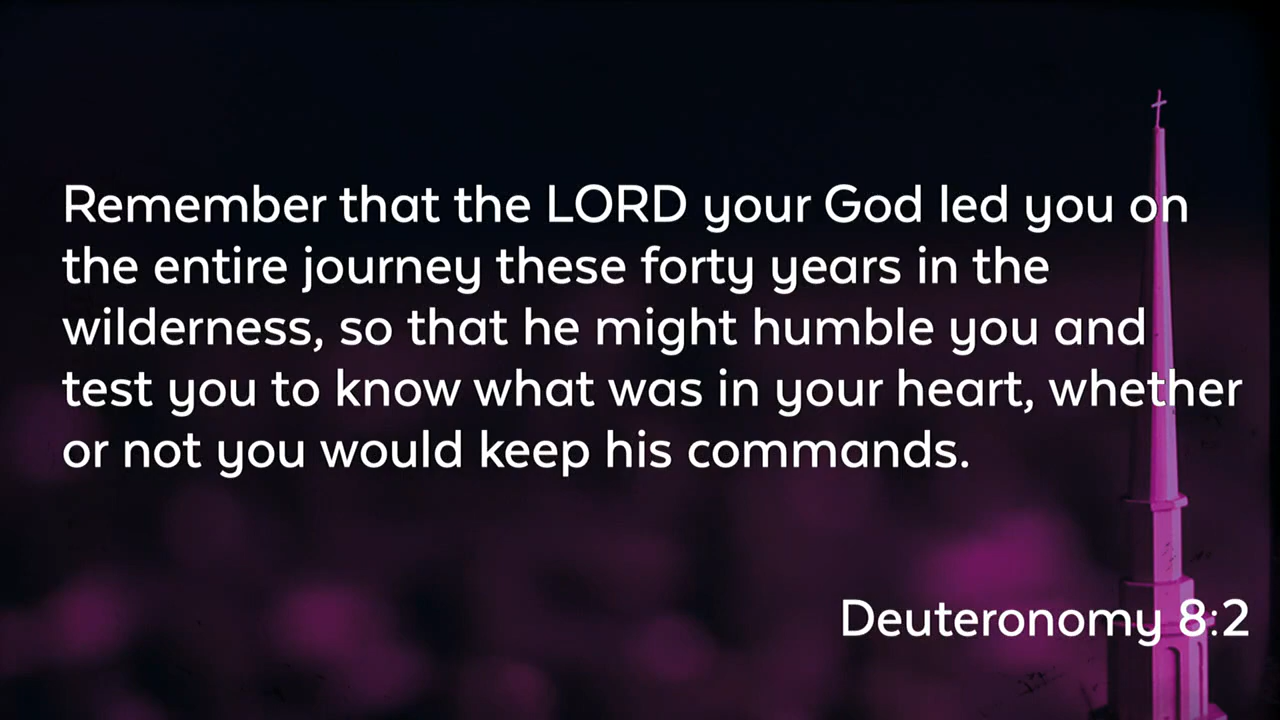 Remember that the LORD your God led you on
the entire journey these forty years in the
wilderness, so that he might humble you and
test you to know what was in your heart, whether
or not you would keep his commands.
Deuteronomy 8:2